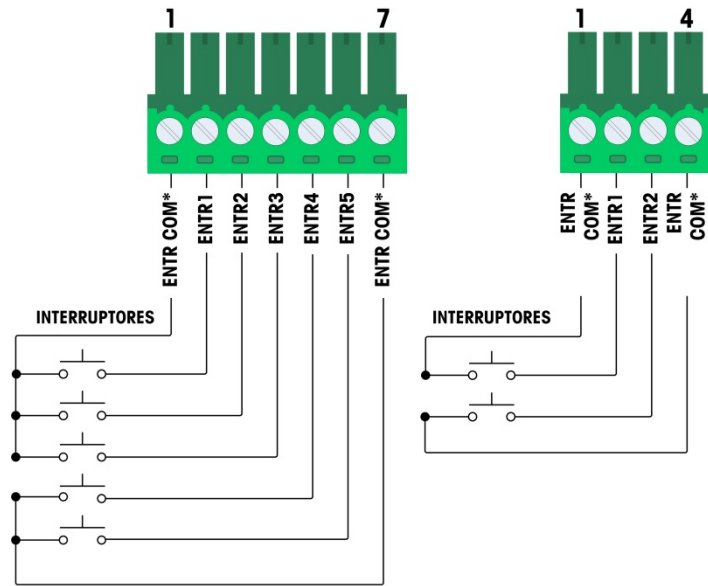 1
7
ENTR COM*
ENTR1
ENTR2
ENTR3
ENTR4
ENTR5
ENTR COM*
INTERRUPTORES
1
4
ENTR
COM*
ENTR1
ENTR2
ENTR
COM*
INTERRUPTORES